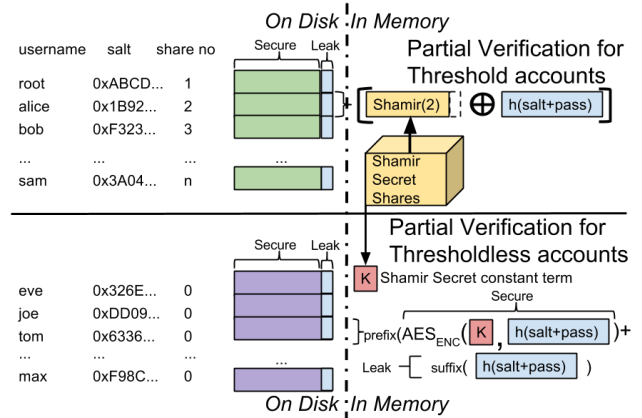 On Disk In Memory
username salt share no
Secure Leak
Partial Verification for
Threshold accounts
root 0xABCD... 1
alice 0x1B92... 2
bob 0xF323... 3
... ... ... ...
sam 0x3A04... n
+ [ Shamir(2) ⊕ h(salt+pass) ]
Shamir
Secret
Shares
Partial Verification for
Thresholdless accounts
Secure Leak
K Shamir Secret constant term
eve 0x326E... 0
joe 0xDD09... 0
tom 0x6336... 0
... ... ... ...
max 0xF98C... 0
Secure
prefix(AESENC(K , h(salt+pass) )+
Leak suffix( h(salt+pass) )
On Disk In Memory